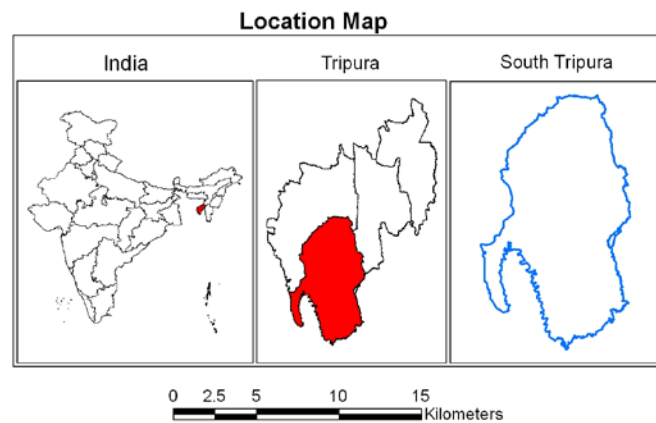 Location Map
India
Tripura
South Tripura
0 2.5 5 10 15
Kilometers